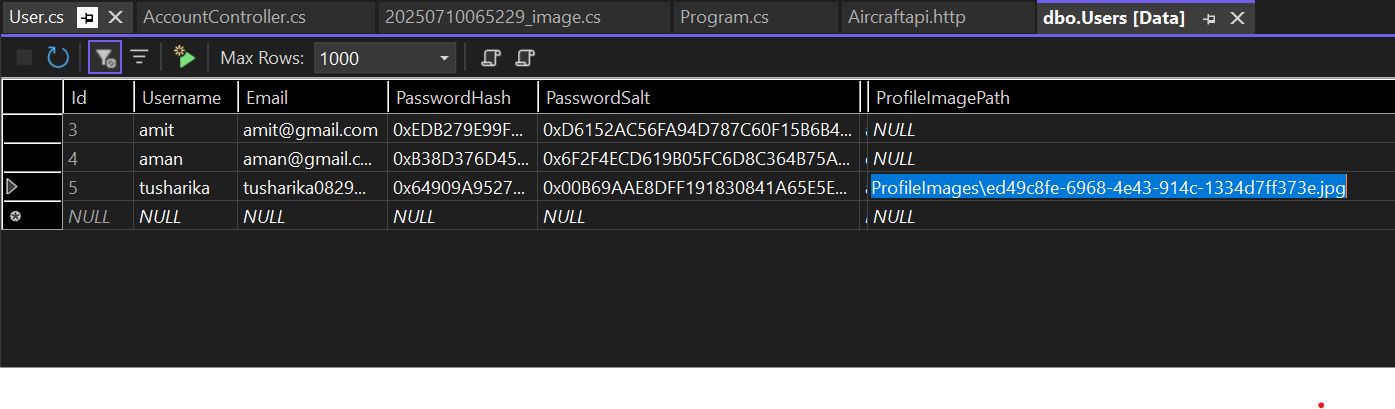 User.cs AccountController.cs 20250710065229_image.cs Program.cs Aircraftapi.http dbo.Users [Data]
Max Rows: 1000
Id Username Email PasswordHash PasswordSalt ProfileImagePath
3 amit amit@gmail.com 0xEDB279E99F... 0xD6152AC56FA94D787C60F15B6B4... NULL
4 aman aman@gmail.c... 0xB38D376D45... 0x6F2F4ECD619B05FC6D8C364B75A... NULL
5 tusharika tusharika0829... 0x64909A9527... 0x00B69AAE8DFF191830841A65E5E... ProfileImages\ed49c8fe-6968-4e43-914c-1334d7ff373e.jpg
NULL NULL NULL NULL NULL NULL